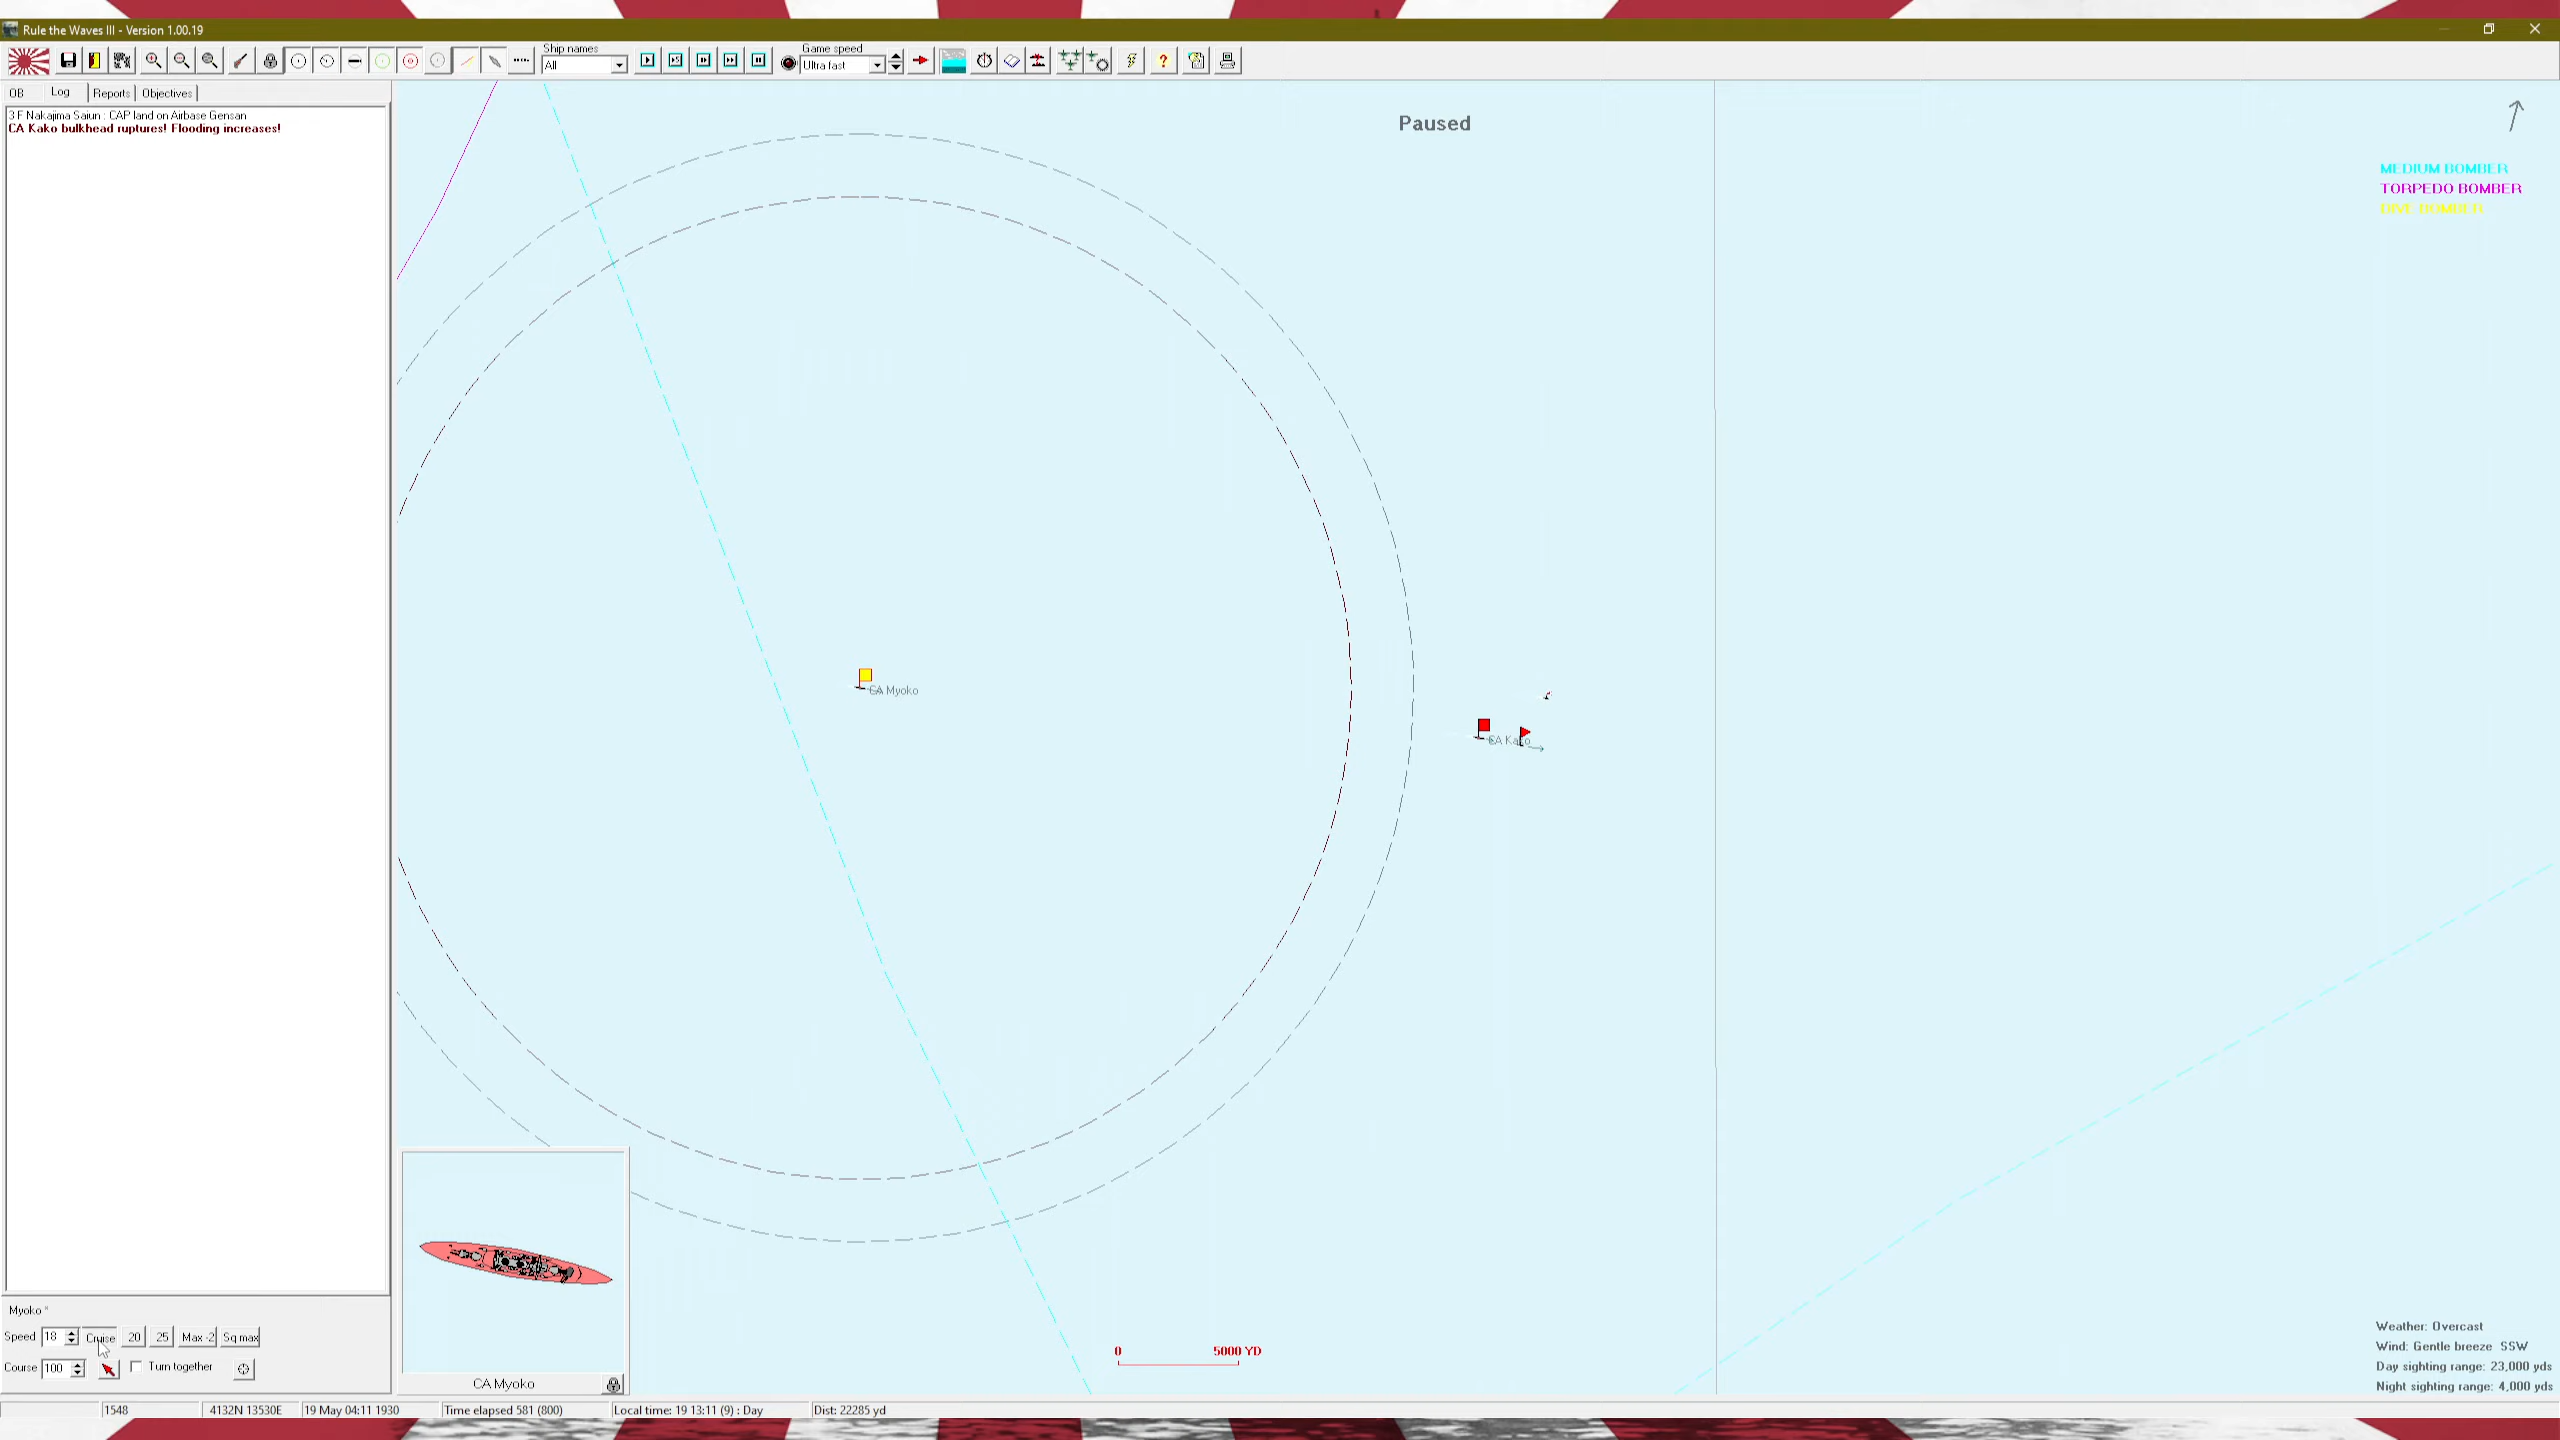 Rule the Waves III - Version 1.00.19
Ship names
All
Game speed
Ultra fast
OB
Log
Reports
Objectives
3 F Nakajima Saiun : CAP land on Airbase Gensan
CA Kako bulkhead ruptures! Flooding increases!
Paused
MEDIUM BOMBER
TORPEDO BOMBER
DIVE BOMBER
CA Myoko
CA Kako
0 5000 YD
Weather: Overcast
Wind: Gentle breeze SSW
Day sighting range: 23,000 yds
Night sighting range: 4,000 yds
CA Myoko
Myoko *
Speed 18 Cruise 20 25 Max -2 Sq max
Course 100 Turn together
1548 4132N 13530E 19 May 04:11 1930 Time elapsed 581 (800) Local time: 19 13:11 (9) : Day Dist: 22285 yd